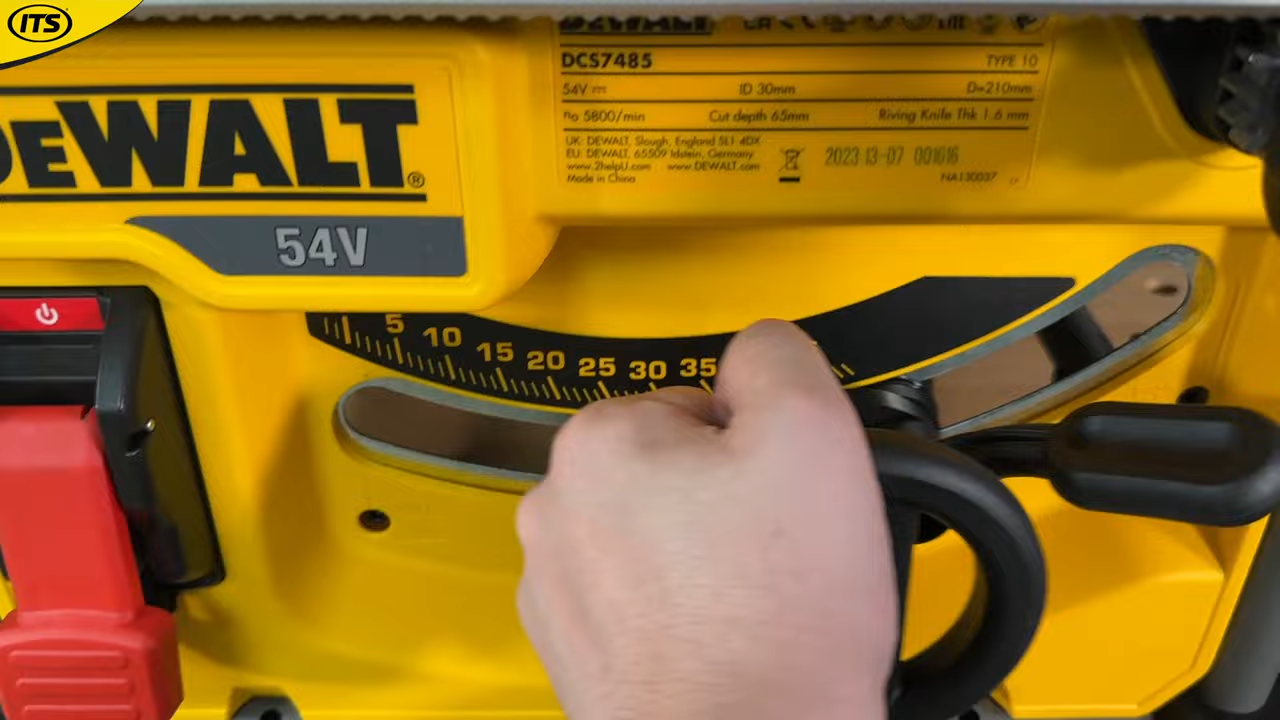 ITS
DEWALT
DEWALT®
DCS7485 TYPE 10
54V ⎓ ID 30mm D=210mm
n₀ 5800/min Cut depth 65mm Riving Knife Thk 1.6 mm
UK: DEWALT, Slough, England SL1 4DX
EU: DEWALT, 65509 Idstein, Germany
www.2helpU.com www.DEWALT.com
Made in China
2023 13-07 001616
NA130037
54V
5 10 15 20 25 30 35